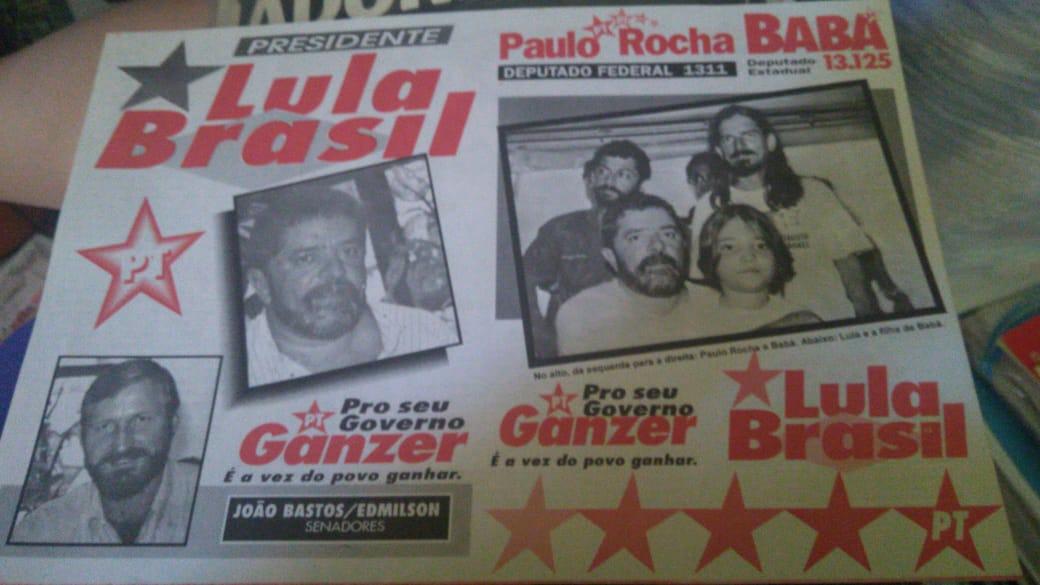 PRESIDENTE
Lula
Brasil
PT
PT
Pro seu
Governo
Ganzer
É a vez do povo ganhar.
JOÃO BASTOS/EDMILSON
SENADORES
Paulo Rocha
DEPUTADO FEDERAL 1311
BABÁ
Deputado
Estadual
13.125
No alto, da esquerda para a direita: Paulo Rocha e Babá. Abaixo: Lula e a filha de Babá.
PT
Pro seu
Governo
Ganzer
É a vez do povo ganhar.
Lula
Brasil
PT